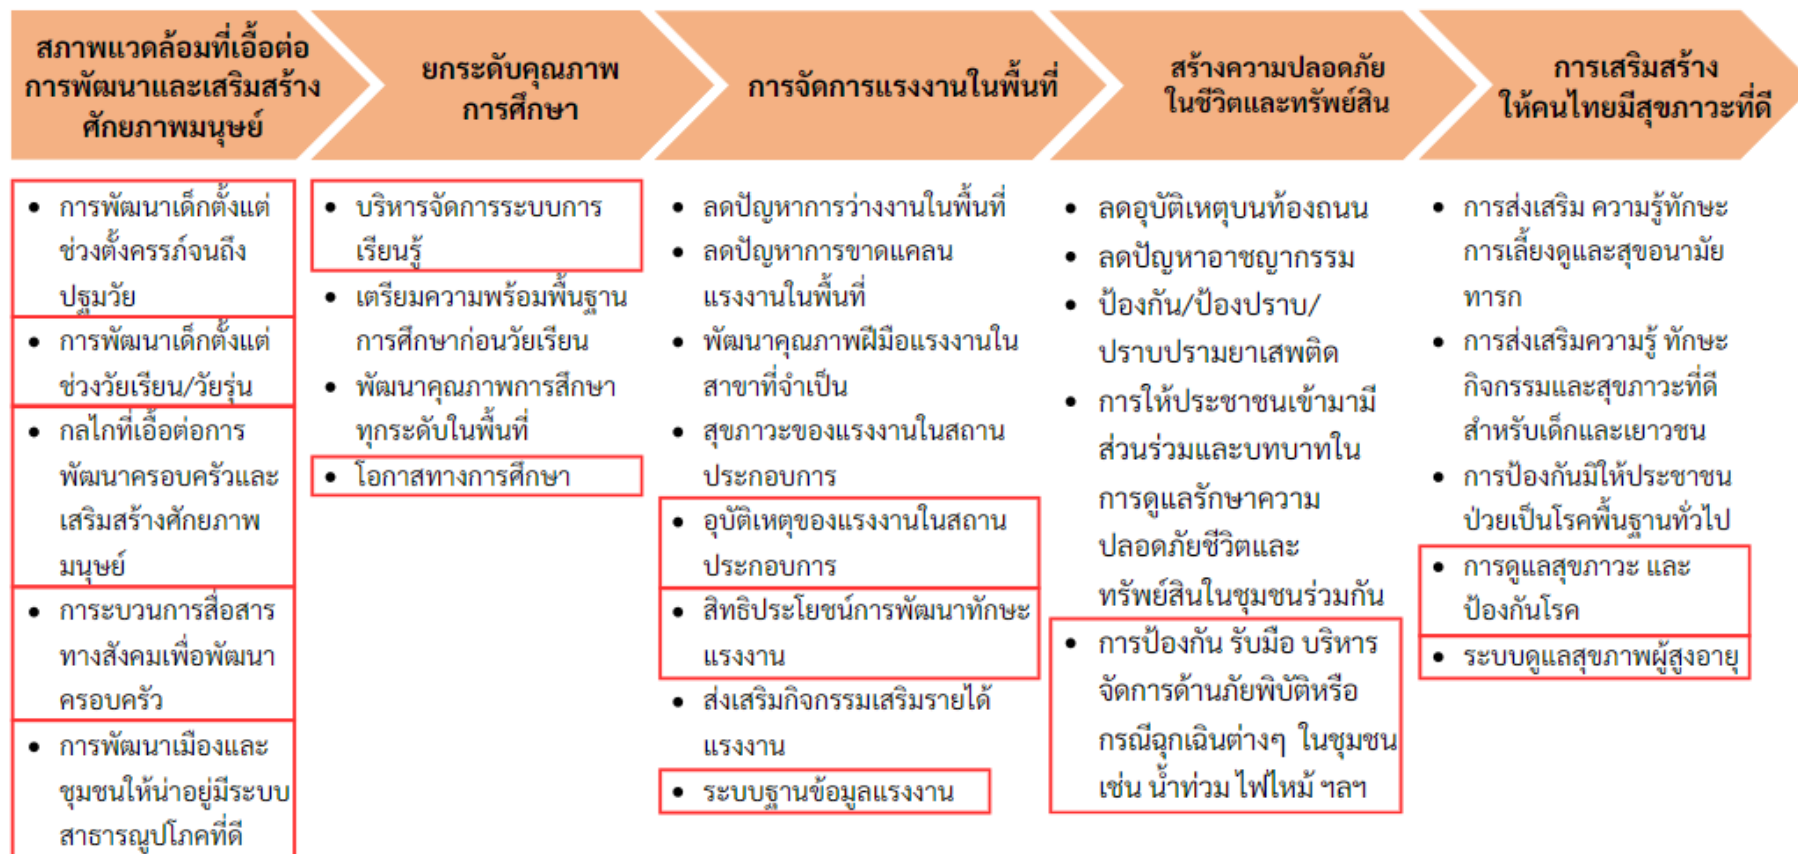 สภาพแวดล้อมที่เอื้อต่อ
การพัฒนาและเสริมสร้าง
ศักยภาพมนุษย์
ยกระดับคุณภาพ
การศึกษา
การจัดการแรงงานในพื้นที่
สร้างความปลอดภัย
ในชีวิตและทรัพย์สิน
การเสริมสร้าง
ให้คนไทยมีสุขภาวะที่ดี
• การพัฒนาเด็กตั้งแต่
ช่วงตั้งครรภ์จนถึง
ปฐมวัย
• การพัฒนาเด็กตั้งแต่
ช่วงวัยเรียน/วัยรุ่น
• กลไกที่เอื้อต่อการ
พัฒนาครอบครัวและ
เสริมสร้างศักยภาพ
มนุษย์
• การะบวนการสื่อสาร
ทางสังคมเพื่อพัฒนา
ครอบครัว
• การพัฒนาเมืองและ
ชุมชนให้น่าอยู่มีระบบ
สาธารณูปโภคที่ดี
• บริหารจัดการระบบการ
เรียนรู้
• เตรียมความพร้อมพื้นฐาน
การศึกษาก่อนวัยเรียน
• พัฒนาคุณภาพการสึกษา
ทุกระดับในพื้นที่
• โอกาสทางการศึกษา
• ลดปัญหาการว่างงานในพื้นที่
• ลดปัญหาการขาดแคลน
แรงงานในพื้นที่
• พัฒนาคุณภาพฝีมือแรงงานใน
สาขาที่จำเป็น
• สุขภาวะของแรงงานในสถาน
ประกอบการ
• อุบัติเหตุของแรงงานในสถาน
ประกอบการ
• สิทธิประโยชน์การพัฒนาทักษะ
แรงงาน
• ส่งเสริมกิจกรรมเสริมรายได้
แรงงาน
• ระบบฐานข้อมูลแรงงาน
• ลดอุบัติเหตุบนท้องถนน
• ลดปัญหาอาชญากรรม
• ป้องกัน/ป้องปราบ/
ปราบปรามยาเสพติด
• การให้ประชาชนเข้ามามี
ส่วนร่วมและบทบาทใน
การดูแลรักษาความ
ปลอดภัยชีวิตและ
ทรัพย์สินในชุมชนร่วมกัน
• การป้องกัน รับมือ บริหาร
จัดการด้านภัยพิบัติหรือ
กรณีฉุกเฉินต่างๆ ในชุมชน
เช่น น้ำท่วม ไฟไหม้ ฯลฯ
• การส่งเสริม ความรู้ทักษะ
การเลี้ยงดูและสุขอนามัย
ทารก
• การส่งเสริมความรู้ ทักษะ
กิจกรรมและสุขภาวะที่ดี
สำหรับเด็กและเยาวชน
• การป้องกันมิให้ประชาชน
ป่วยเป็นโรคพื้นฐานทั่วไป
• การดูแลสุขภาวะ และ
ป้องกันโรค
• ระบบดูแลสุขภาพผู้สูงอายุ